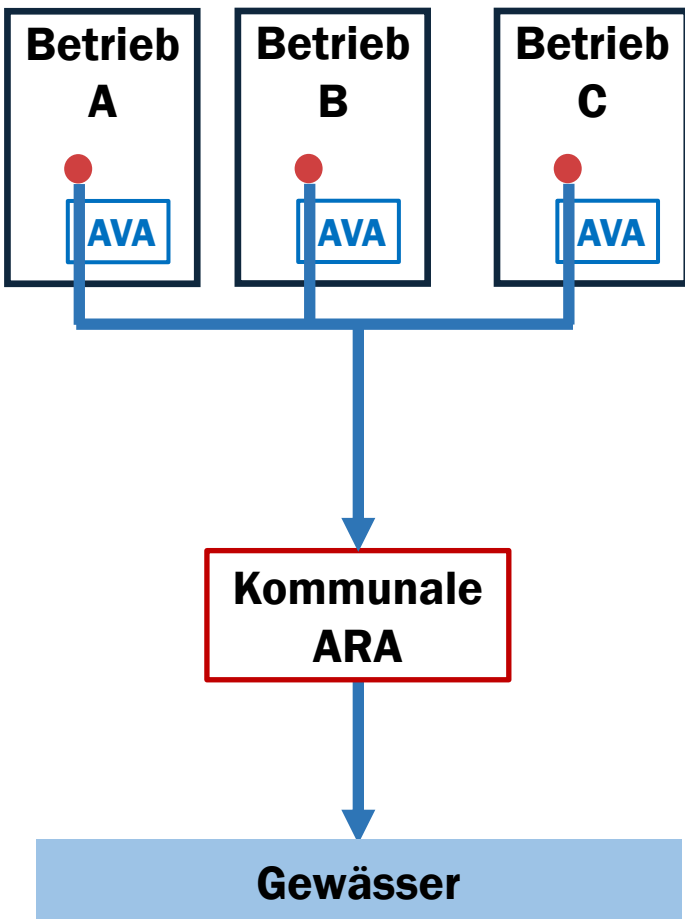 Betrieb
A
Betrieb
B
Betrieb
C
AVA
AVA
AVA
Kommunale
ARA
Gewässer